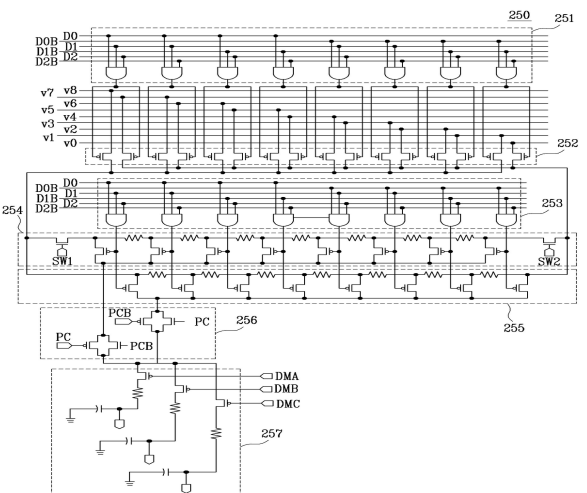 250
251
D0
D0B
D1
D1B
D2
D2B
v8
v7
v6
v5
v4
v3
v2
v1
v0
252
D0
D0B
D1
D1B
D2
D2B
253
254
SW1
SW2
255
256
PCB
PC
PC
PCB
DMA
DMB
DMC
257